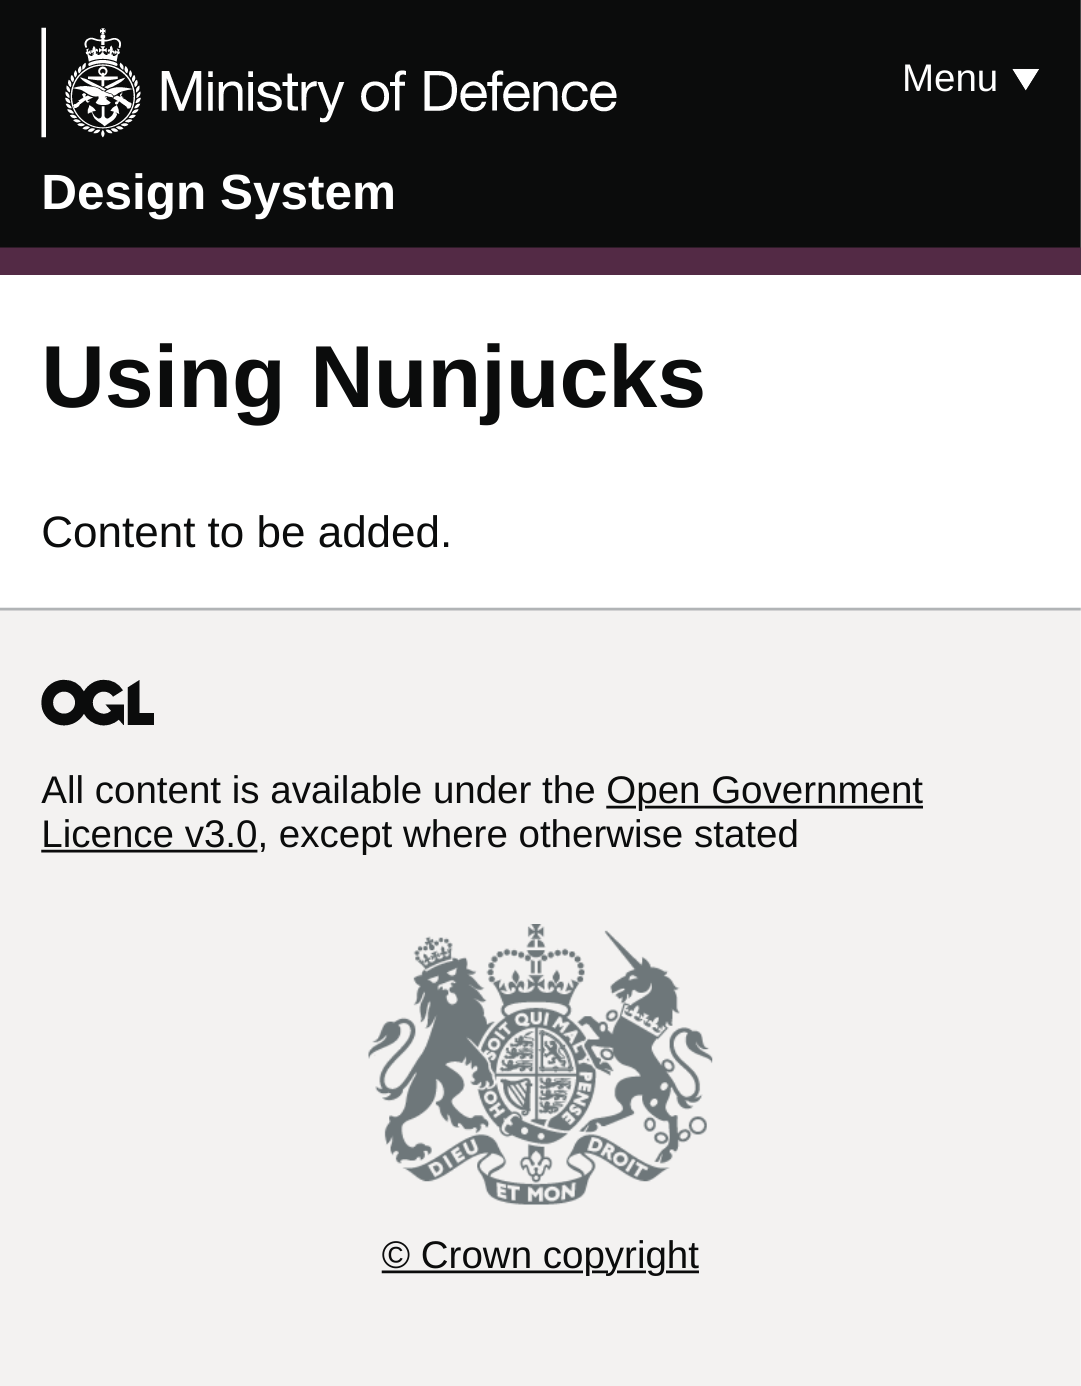 Ministry of Defence
Menu ▼
Design System
Using Nunjucks
Content to be added.
OGL
All content is available under the Open Government
Licence v3.0, except where otherwise stated
SOIT QUI MAL Y PENSE
HO
DIEU
ET MON
DROIT
© Crown copyright